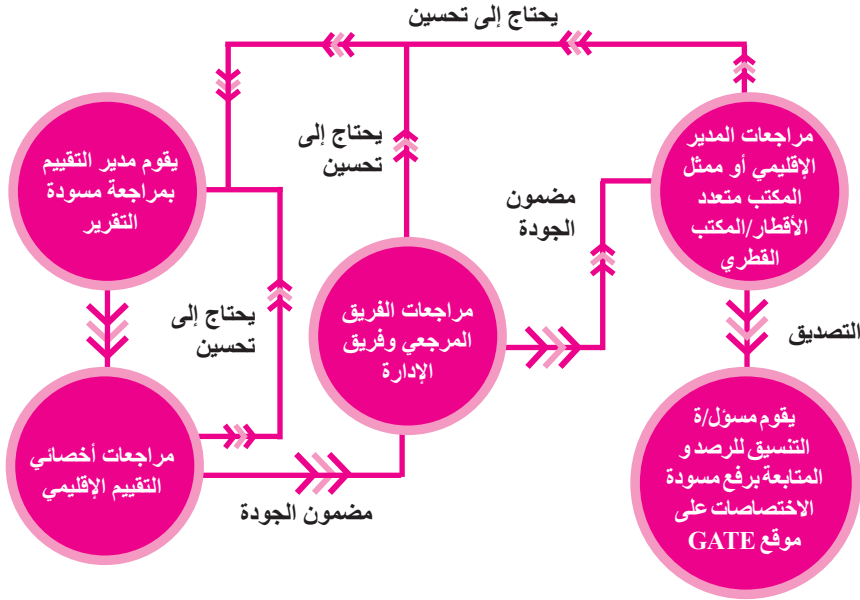 يحتاج إلى تحسين
يقوم مدير التقييم
بمراجعة مسودة
التقرير
يحتاج إلى
تحسين
مراجعات أخصائي
التقييم الإقليمي
مضمون الجودة
مراجعات الفريق
المرجعي وفريق
الإدارة
يحتاج إلى
تحسين
مضمون
الجودة
مراجعات المدير
الإقليمي أو ممثل
المكتب متعدد
الأقطار/المكتب
القطري
التصديق
يقوم مسؤل/ة
التنسيق للرصد و
المتابعة برفع مسودة
الاختصاصات على
موقع GATE